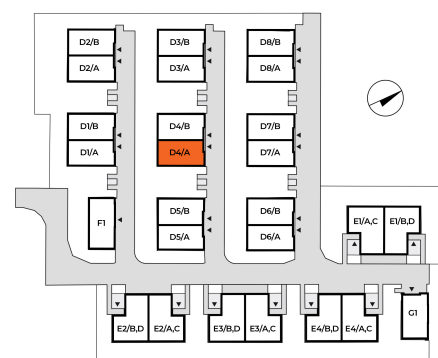 D2/B
D2/A
D3/B
D3/A
D8/B
D8/A
D1/B
D1/A
D4/B
D4/A
D7/B
D7/A
F1
D5/B
D5/A
D6/B
D6/A
E1/A,C
E1/B,D
E2/B,D
E2/A,C
E3/B,D
E3/A,C
E4/B,D
E4/A,C
G1